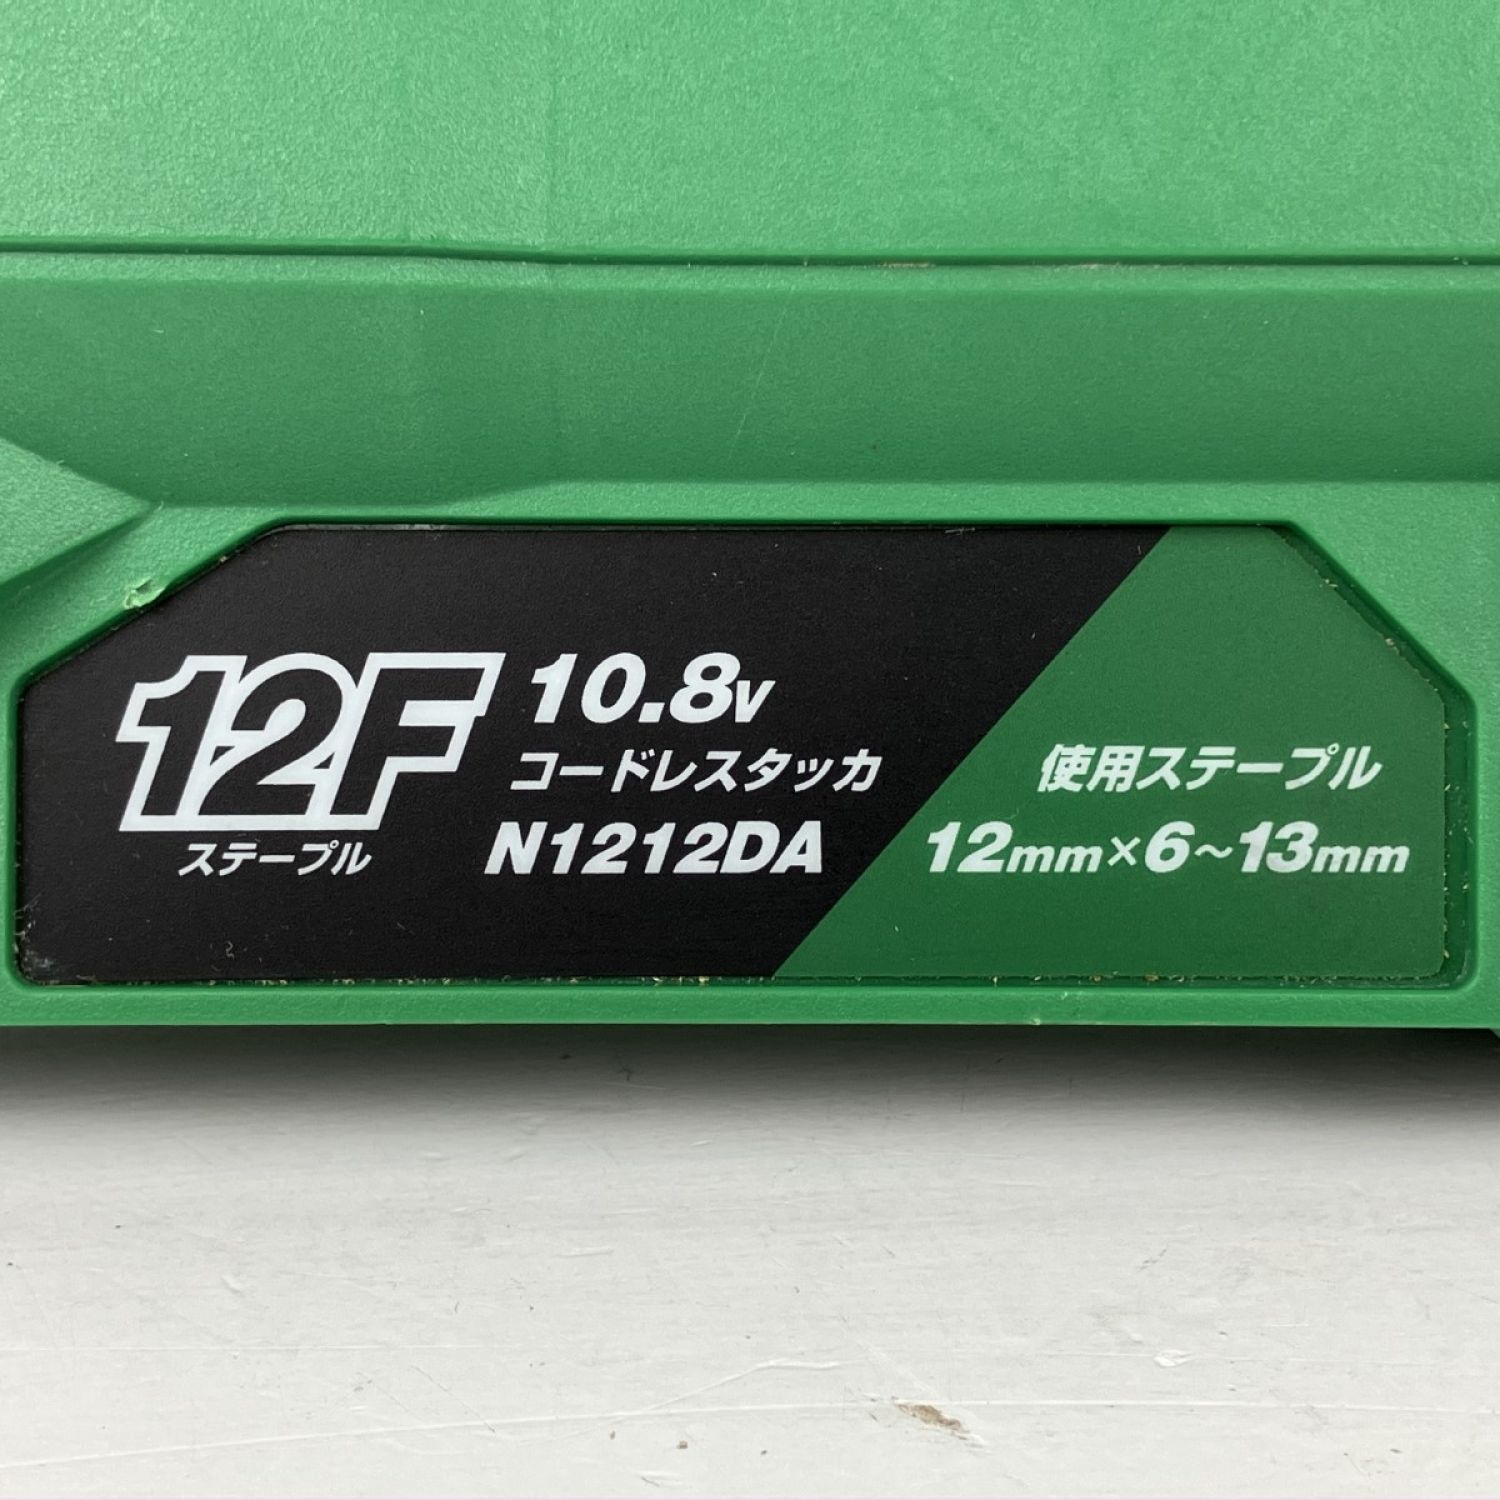 12F
ステープル
10.8V
コードレスタッカ
N1212DA
使用ステープル
12mm×6～13mm